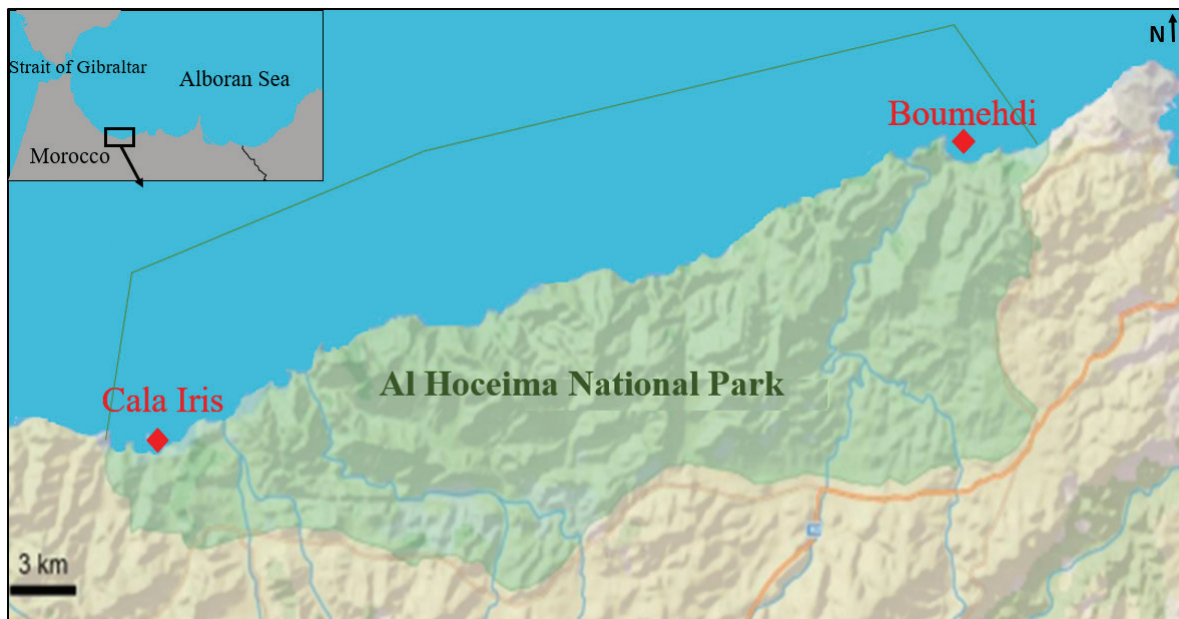 Strait of Gibraltar
Alboran Sea
Morocco
N
Boumehdi
Al Hoceima National Park
Cala Iris
3 km